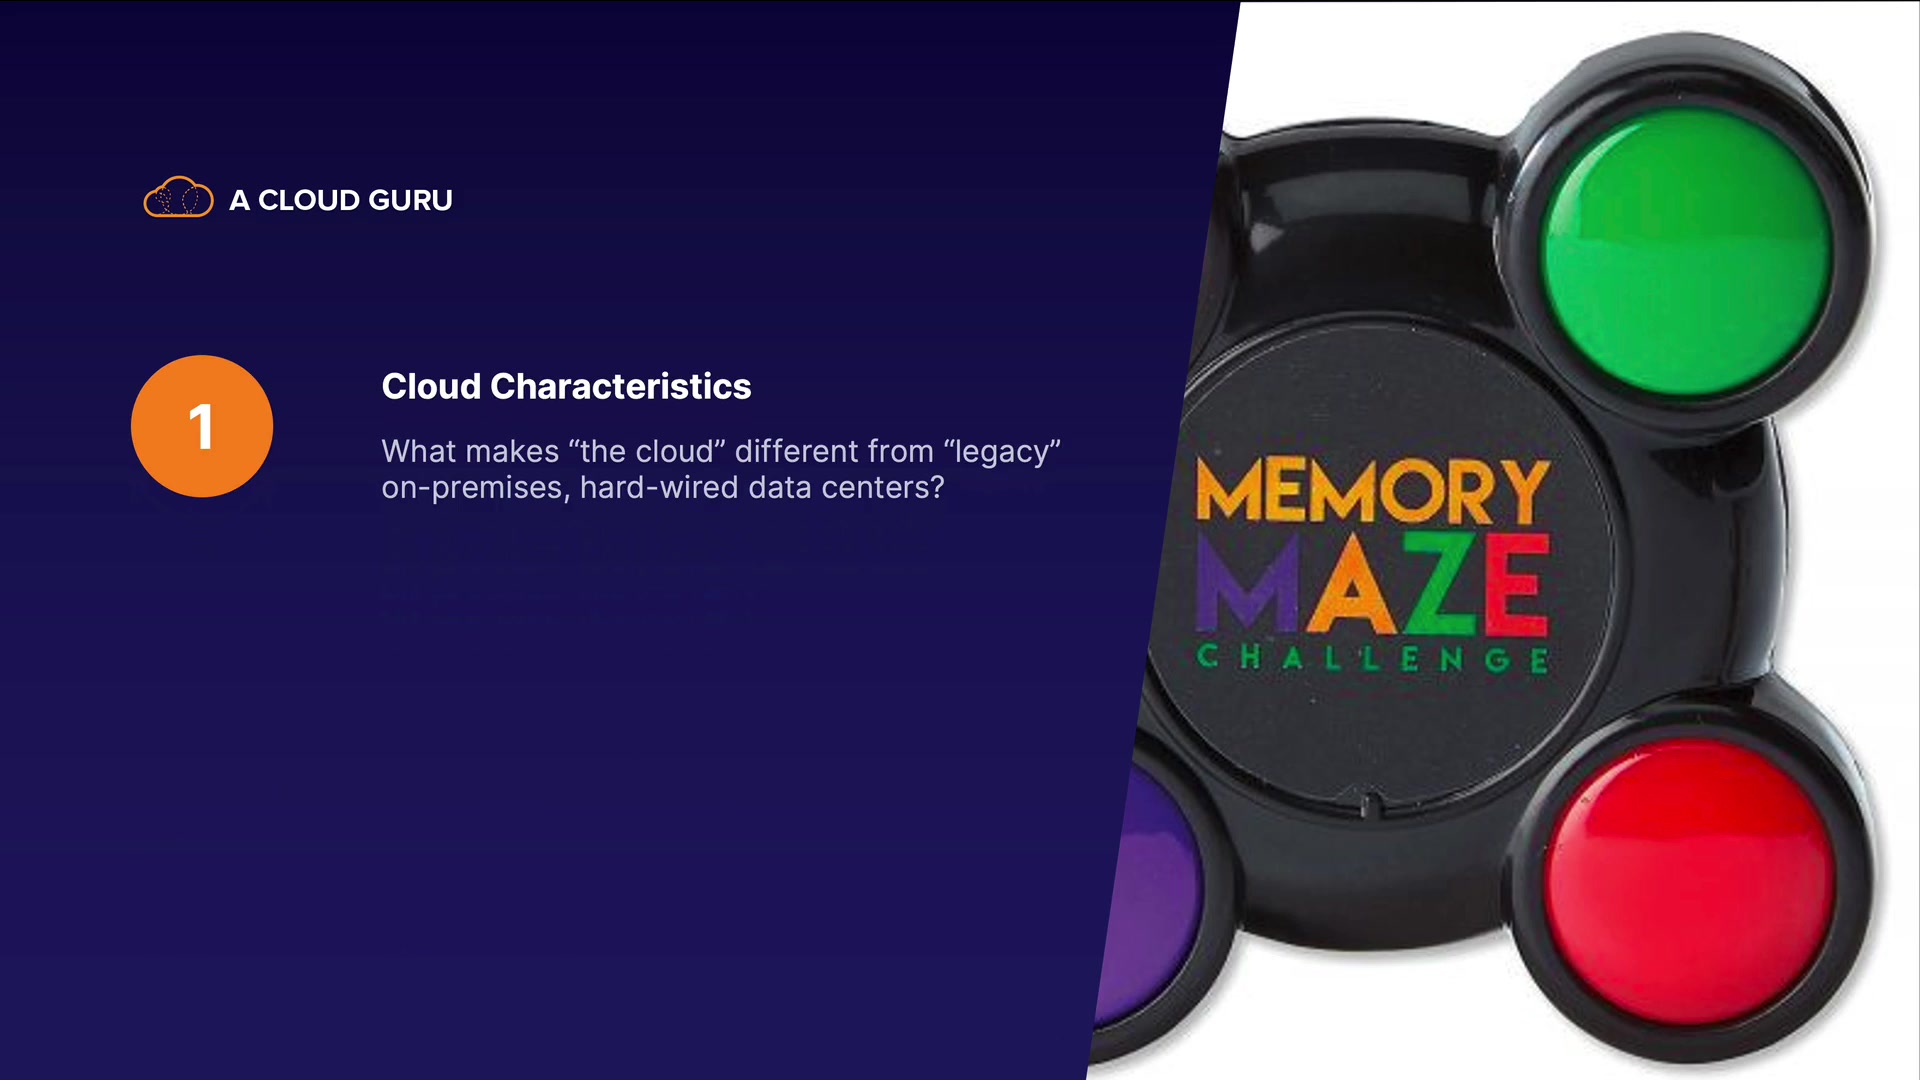 A CLOUD GURU
1
Cloud Characteristics
What makes “the cloud” different from “legacy”
on-premises, hard-wired data centers?
MEMORY
MAZE
CHALLENGE